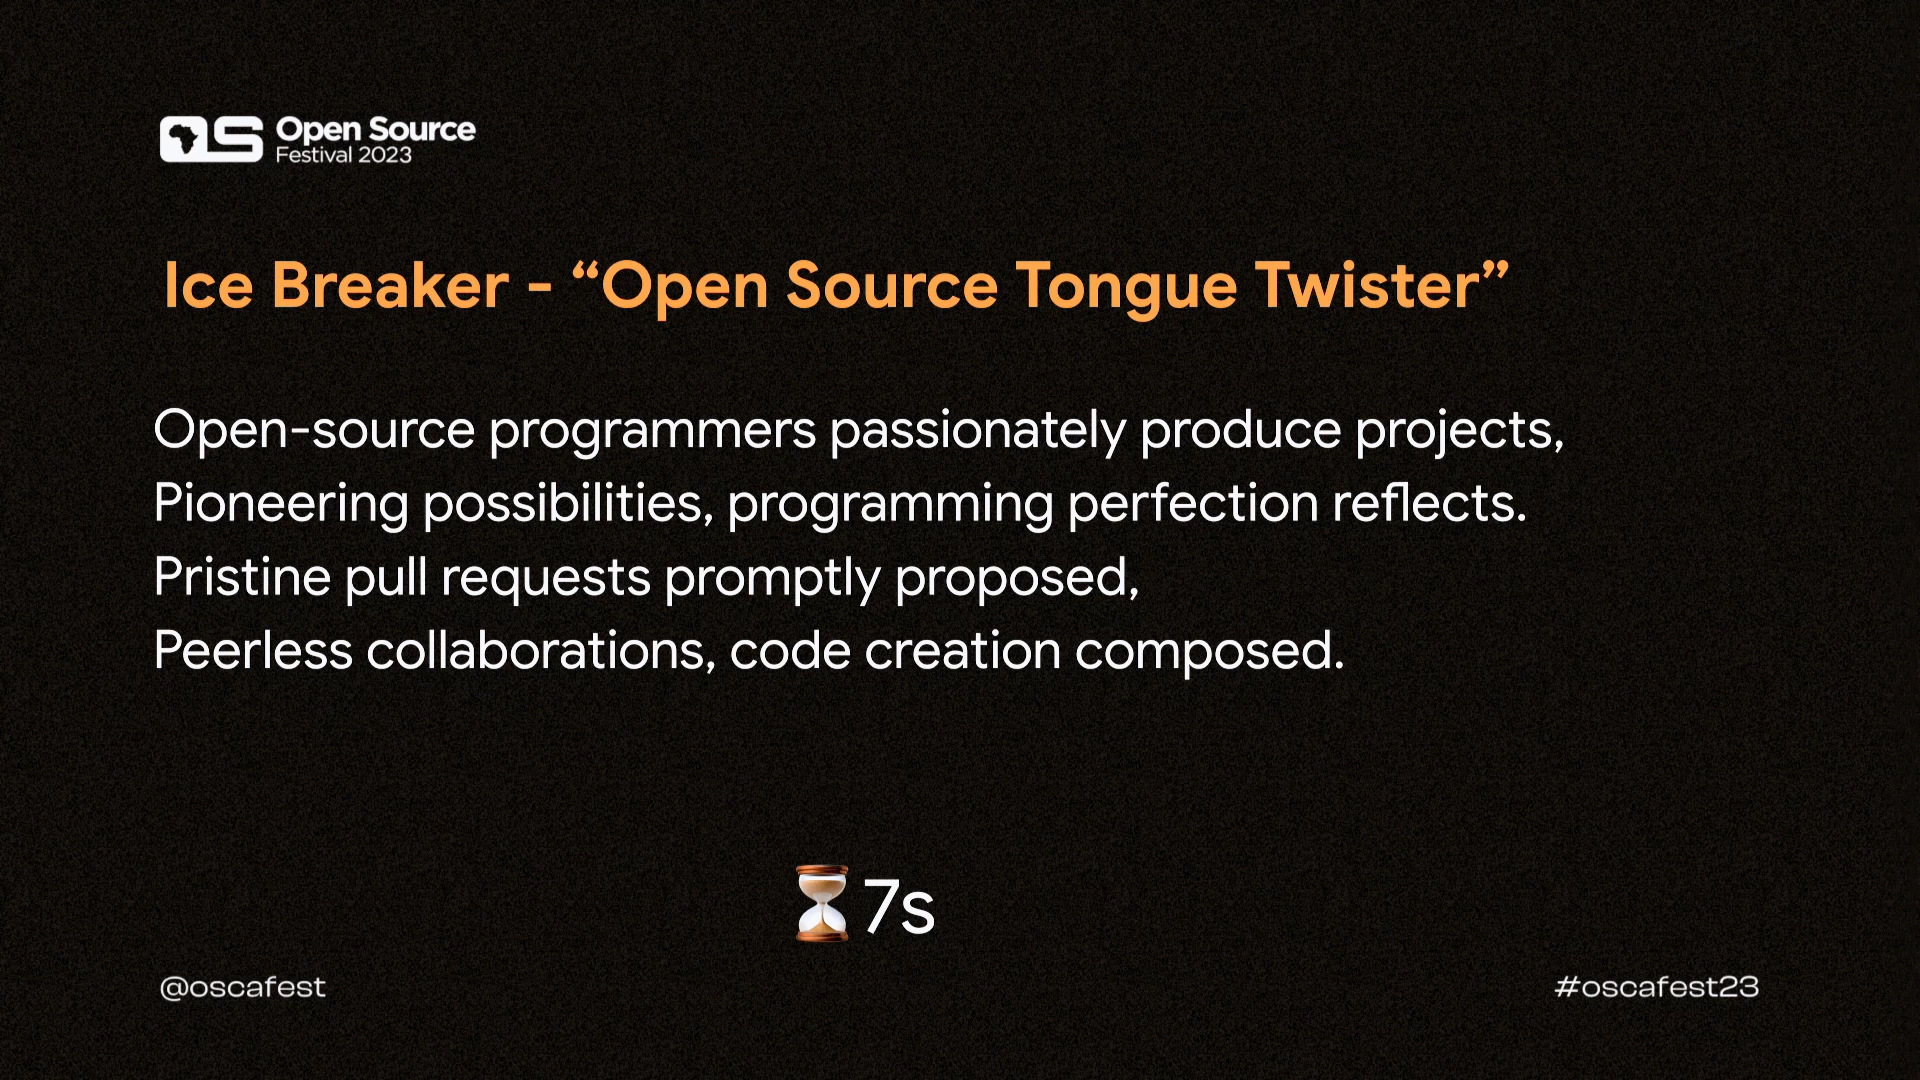 Open Source
Festival 2023
Ice Breaker - “Open Source Tongue Twister”
Open-source programmers passionately produce projects,
Pioneering possibilities, programming perfection reflects.
Pristine pull requests promptly proposed,
Peerless collaborations, code creation composed.
7s
@oscafest
#oscafest23